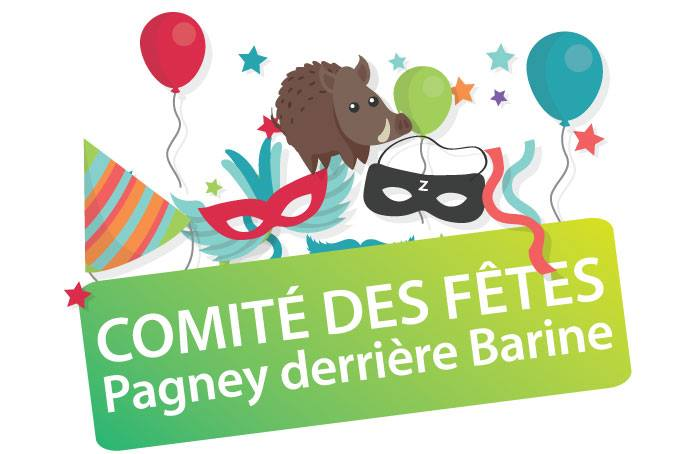 Z
COMITÉ DES FÊTES
Pagney derrière Barine